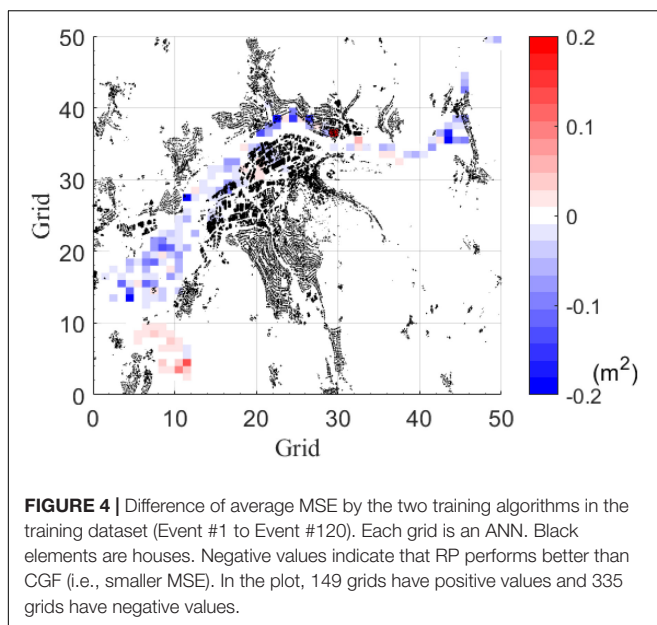 50
40
30
20
10
0
Grid
0 10 20 30 40 50
Grid
0.2
0.1
0
-0.1
-0.2
(m²)
FIGURE 4 | Difference of average MSE by the two training algorithms in the
training dataset (Event #1 to Event #120). Each grid is an ANN. Black
elements are houses. Negative values indicate that RP performs better than
CGF (i.e., smaller MSE). In the plot, 149 grids have positive values and 335
grids have negative values.